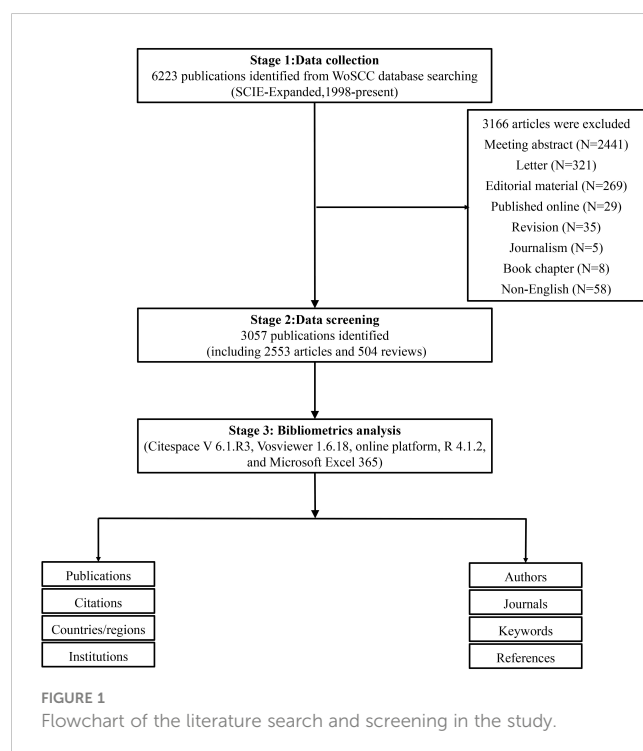 Stage 1:Data collection
6223 publications identified from WoSCC database searching
(SCIE-Expanded,1998-present)
3166 articles were excluded
Meeting abstract (N=2441)
Letter (N=321)
Editorial material (N=269)
Published online (N=29)
Revision (N=35)
Journalism (N=5)
Book chapter (N=8)
Non-English (N=58)
Stage 2:Data screening
3057 publications identified
(including 2553 articles and 504 reviews)
Stage 3: Bibliometrics analysis
(Citespace V 6.1.R3, Vosviewer 1.6.18, online platform, R 4.1.2,
and Microsoft Excel 365)
Publications
Citations
Countries/regions
Institutions
Authors
Journals
Keywords
References
FIGURE 1
Flowchart of the literature search and screening in the study.